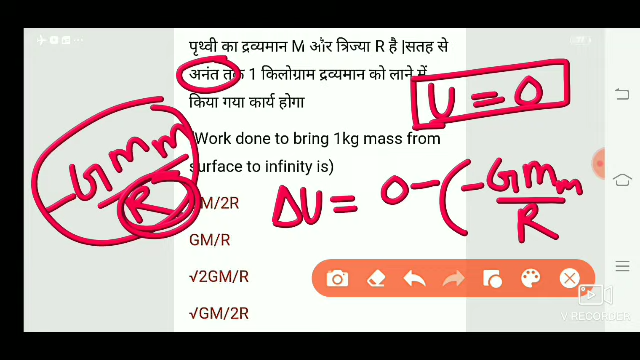 पृथ्वी का द्रव्यमान M और त्रिज्या R है |सतह से
अनंत तक 1 किलोग्राम द्रव्यमान को लाने में
किया गया कार्य होगा
U = 0
Work done to bring 1kg mass from
surface to infinity is)
-GMm/R
ΔU = 0-(-GMm/R
M/2R
GM/R
√2GM/R
√GM/2R
V-RECORDER